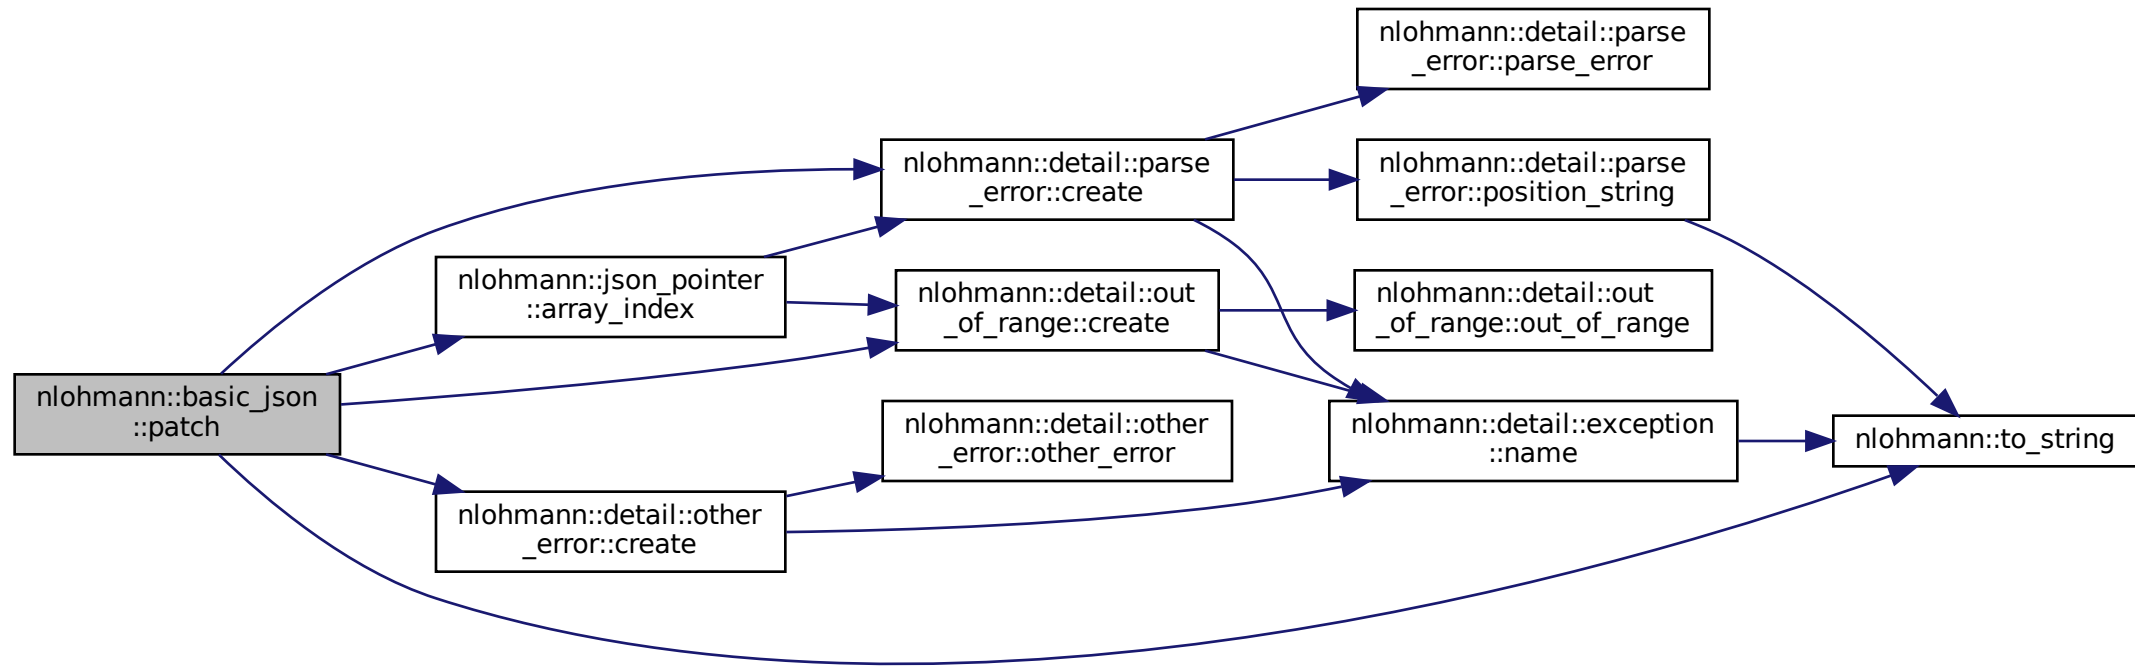 nlohmann::detail::parse
_error::parse_error
nlohmann::detail::parse
_error::create
nlohmann::detail::parse
_error::position_string
nlohmann::json_pointer
::array_index
nlohmann::detail::out
_of_range::create
nlohmann::detail::out
_of_range::out_of_range
nlohmann::basic_json
::patch
nlohmann::detail::other
_error::other_error
nlohmann::detail::exception
::name
nlohmann::to_string
nlohmann::detail::other
_error::create